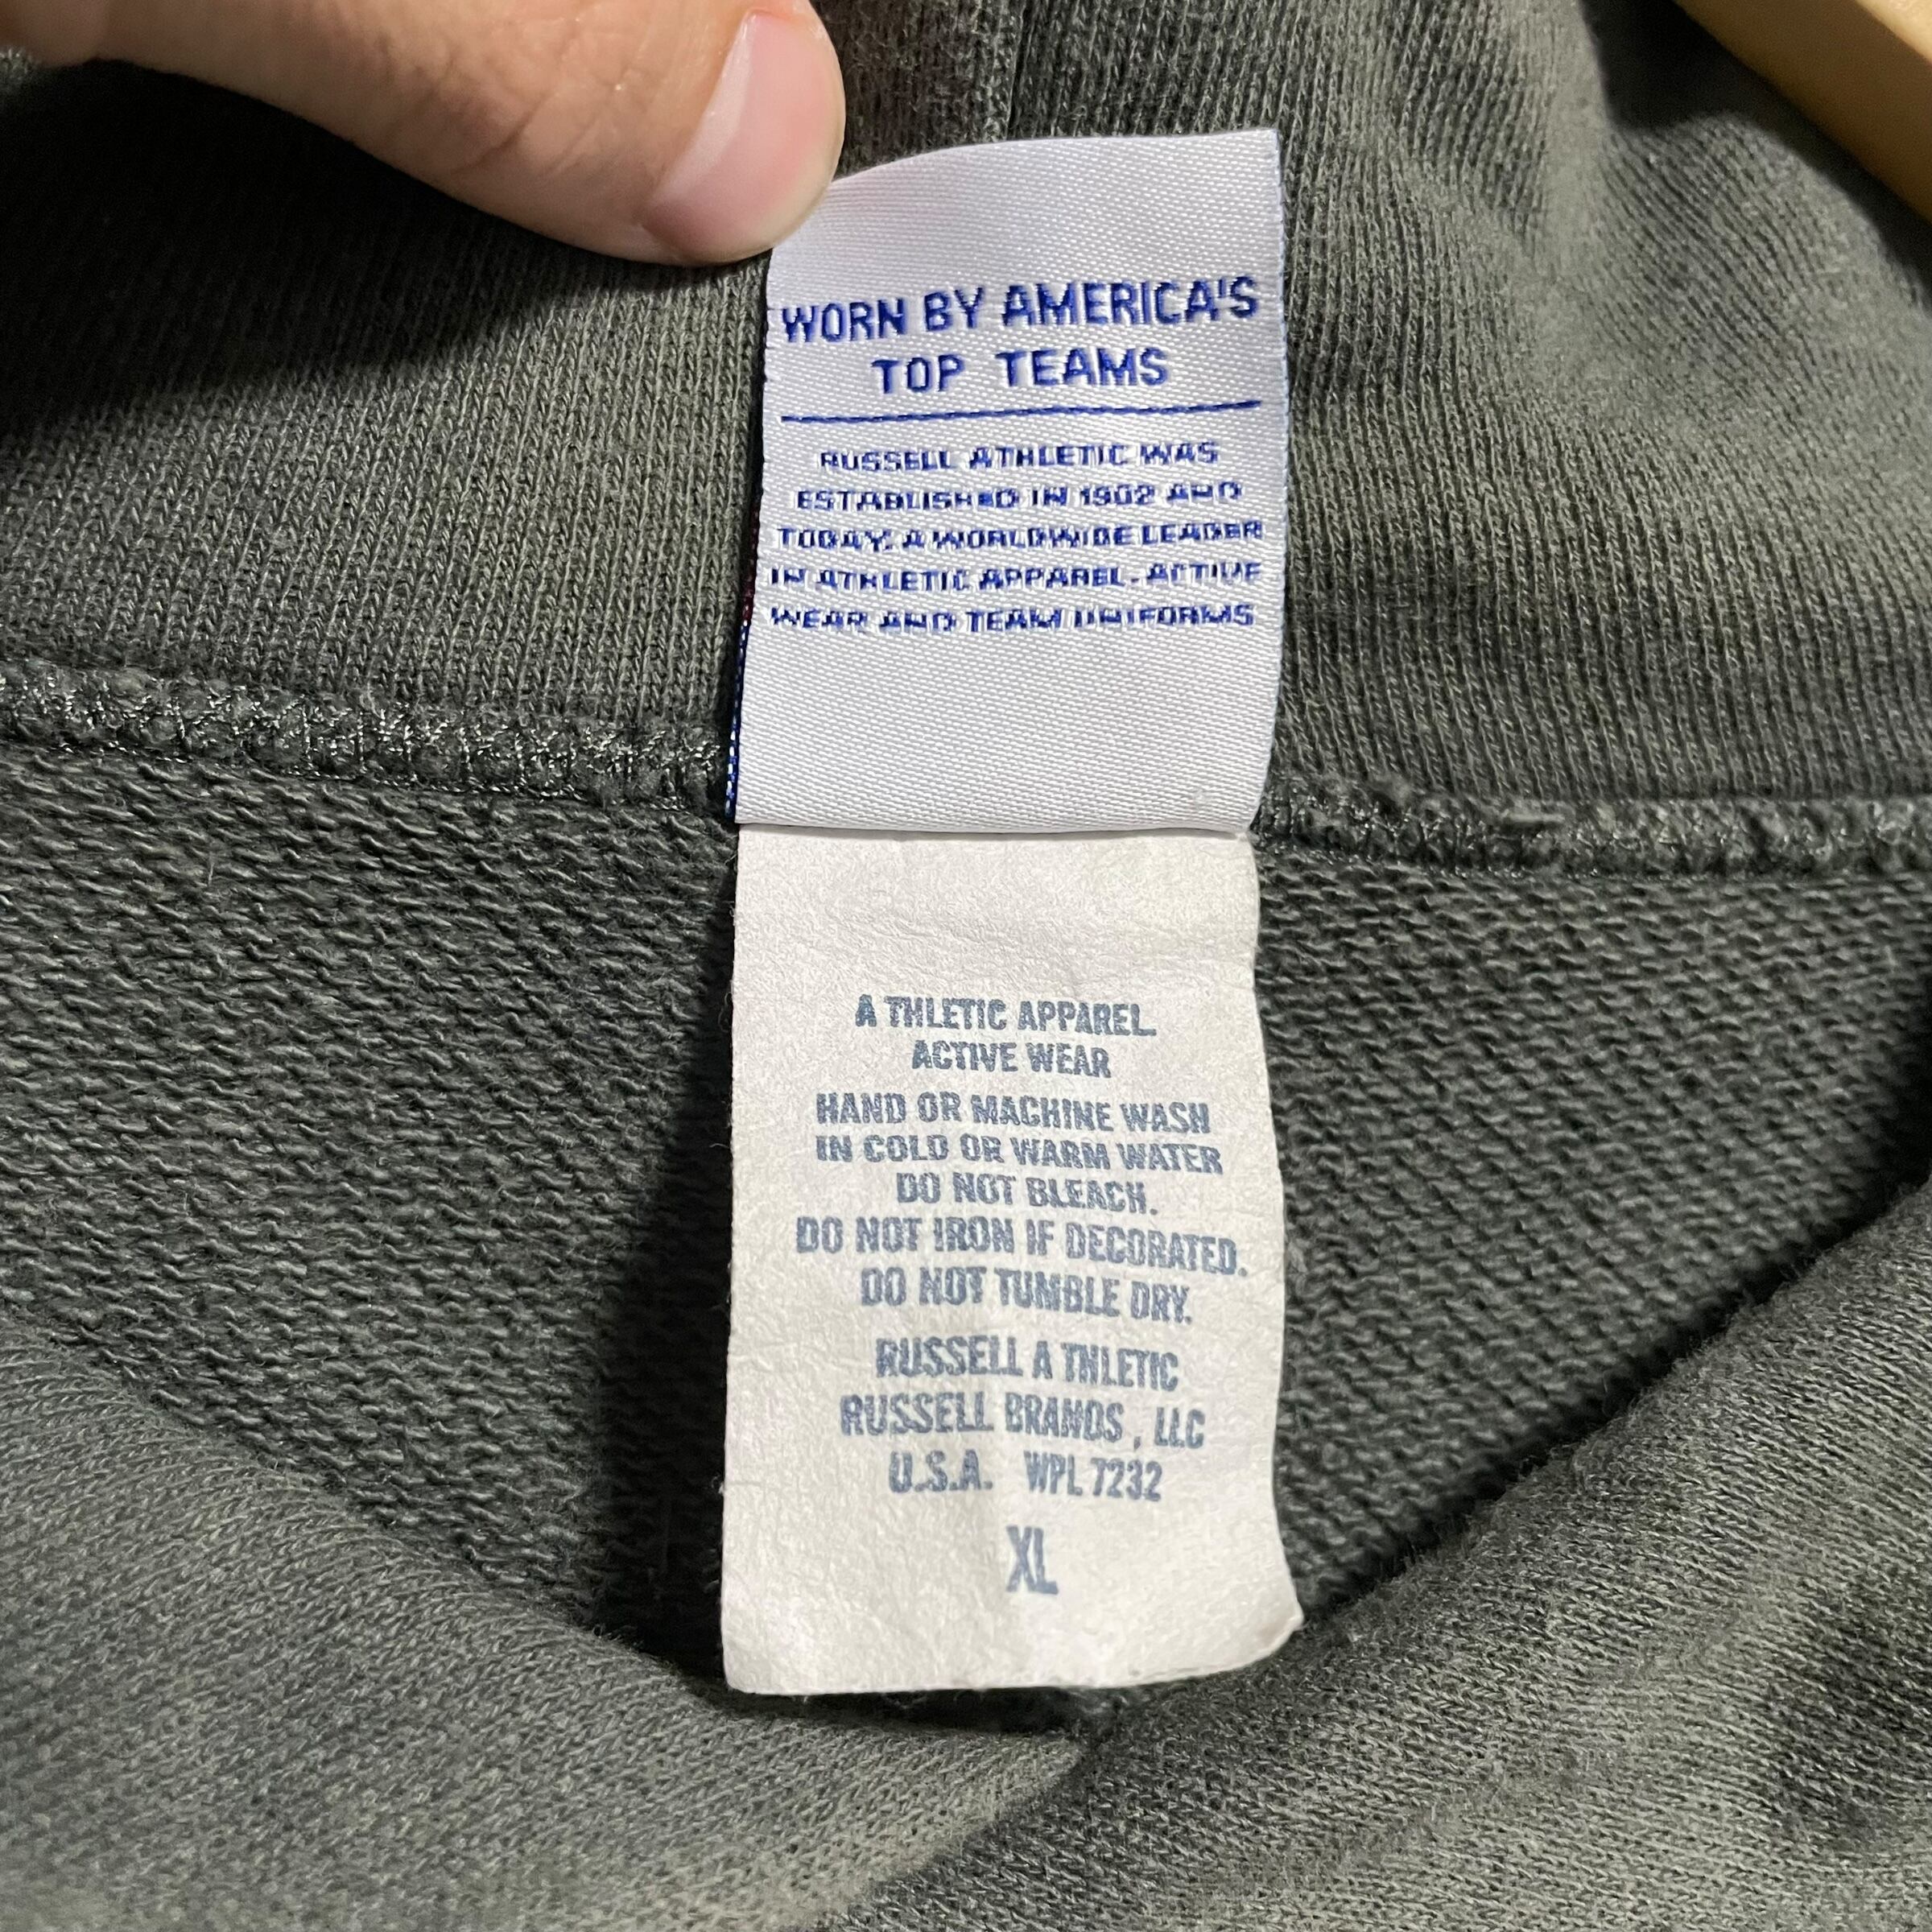 WORN BY AMERICA'S
TOP TEAMS
RUSSELL ATHLETIC WAS
ESTABLISHED IN 1902 AND
TODAY, A WORLDWIDE LEADER
IN ATHLETIC APPAREL - ACTIVE
WEAR AND TEAM UNIFORMS
ATHLETIC APPAREL
ACTIVE WEAR
HAND OR MACHINE WASH
IN COLD OR WARM WATER
DO NOT BLEACH.
DO NOT IRON IF DECORATED.
DO NOT TUMBLE DRY.
RUSSELL ATHLETIC
RUSSELL BRANDS, LLC
U.S.A. WPL 7232
XL